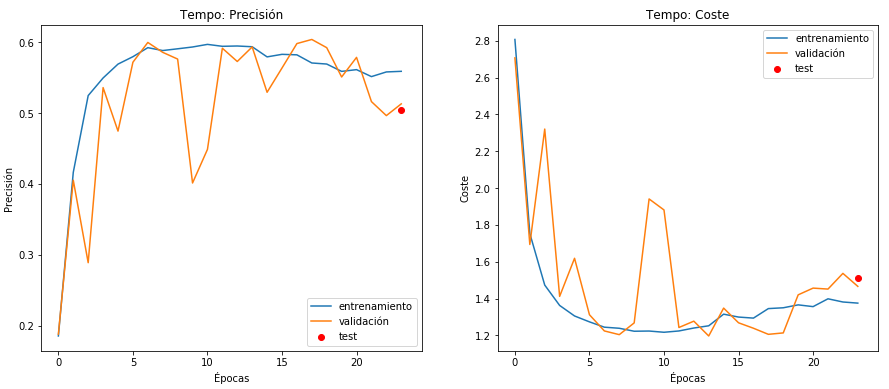 Tempo: Precisión
Precisión
0.6
0.5
0.4
0.3
0.2
0
5
10
15
20
Épocas
entrenamiento
validación
test
Tempo: Coste
Coste
2.8
2.6
2.4
2.2
2.0
1.8
1.6
1.4
1.2
0
5
10
15
20
Épocas
entrenamiento
validación
test